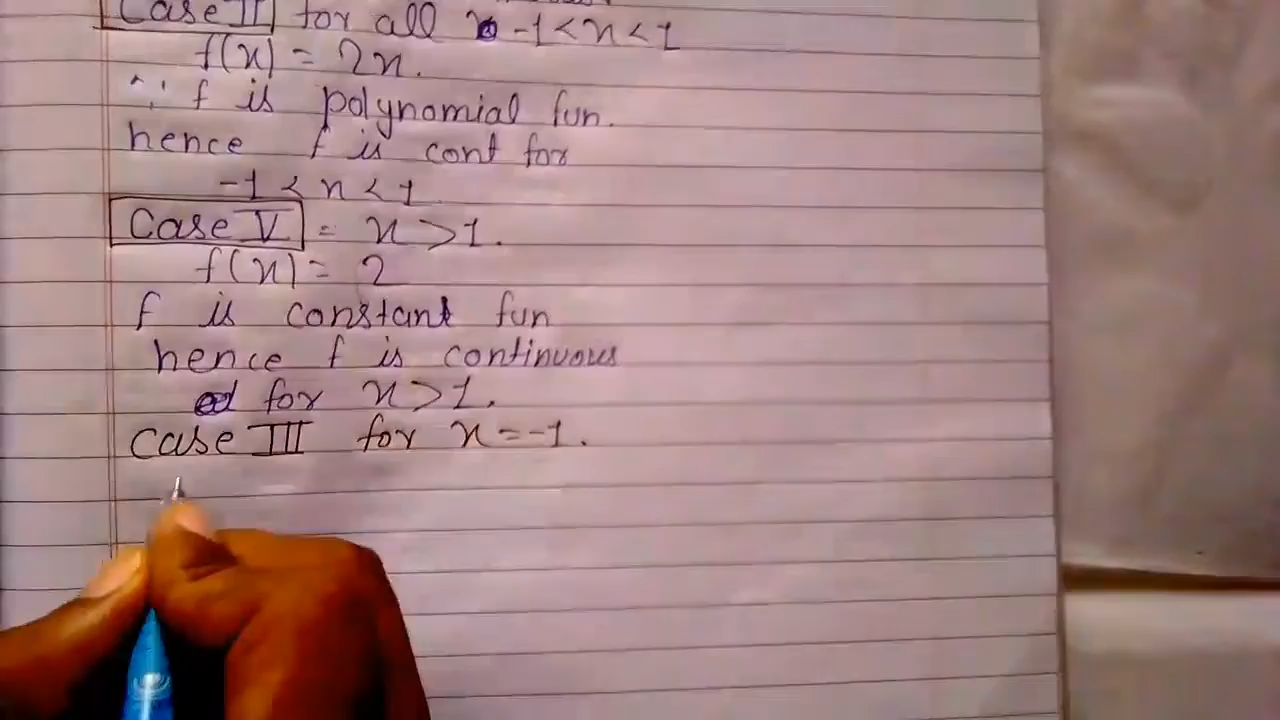 Case II for all -1 < x < 1
f(x) = 2x.
∵ f is polynomial fun.
hence f is cont for
-1 < x < 1
Case V = x > 1.
f(x) = 2
f is constant fun
hence f is continuous
for x > 1.
Case III for x = -1.